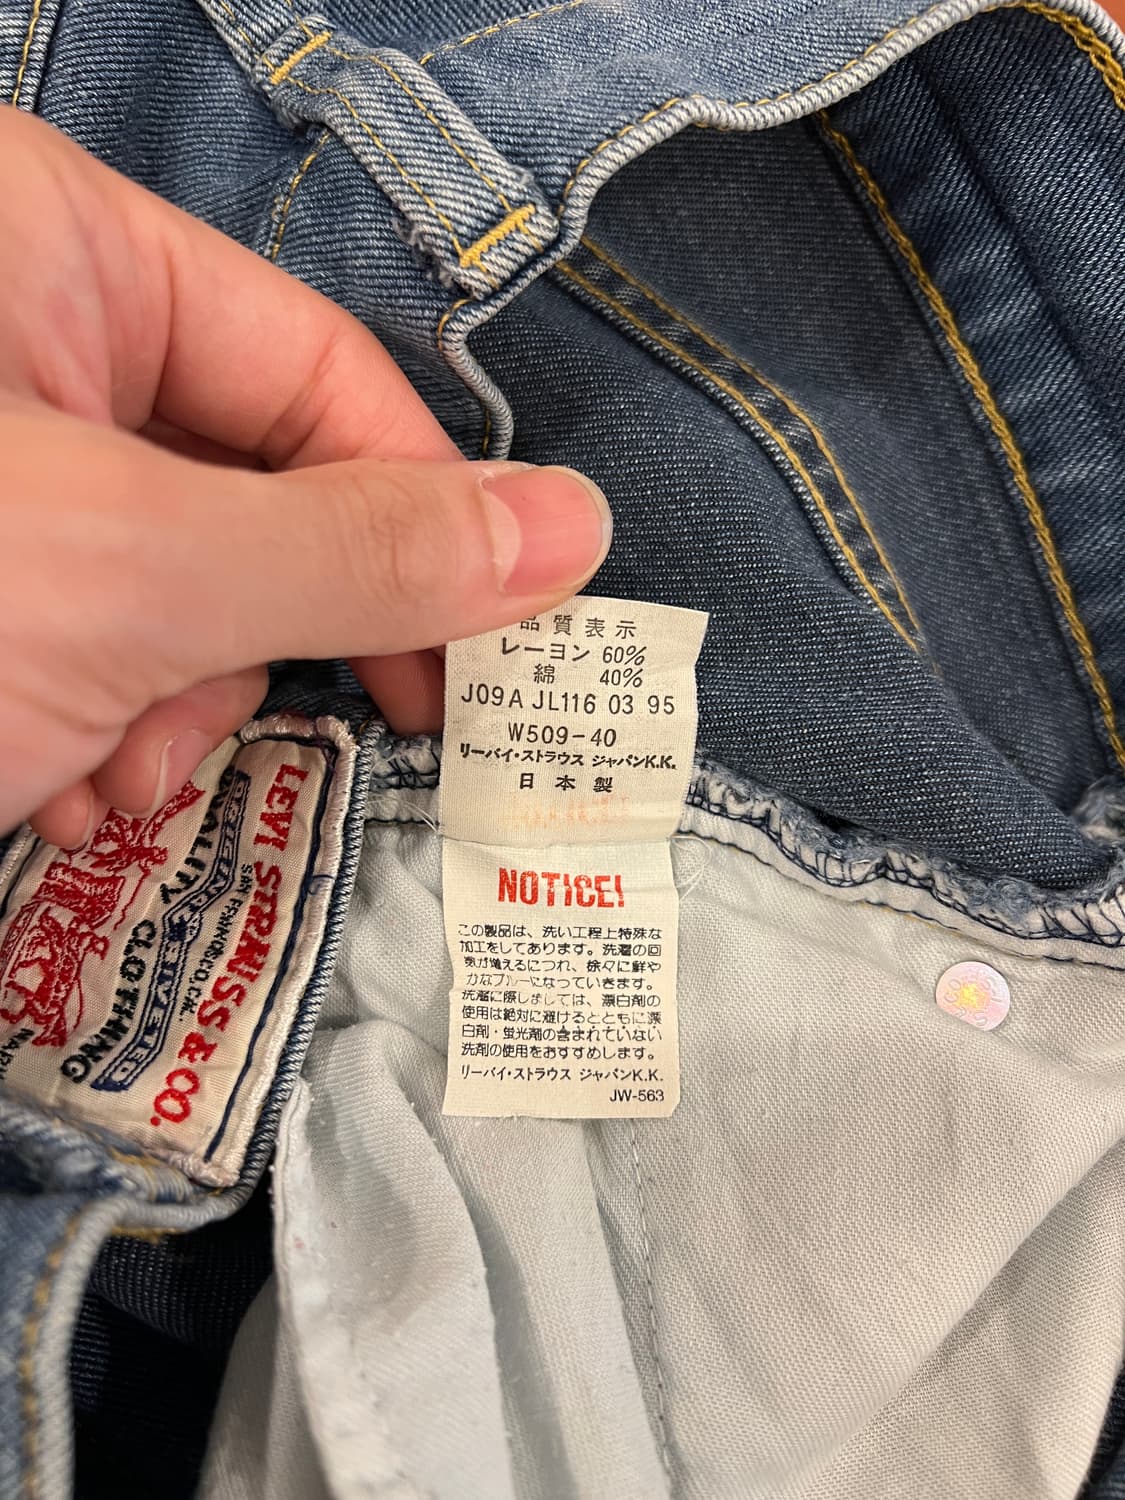 品質表示
レーヨン 60%
綿 40%
J09A JL116 03 95
W509-40
リーバイ・ストラウス ジャパンK.K.
日本製
NOTICE!
この製品は、洗い工程上特殊な
加工をしてあります。洗濯の回
数が増えるにつれ、徐々に鮮や
かなブルーになっていきます。
洗濯に際しましては、漂白剤の
使用は絶対に避けるとともに漂
白剤・蛍光剤の含まれていない
洗剤の使用をおすすめします。
リーバイ・ストラウス ジャパンK.K.
JW-563
LEVI STRAUSS & CO.
SAN FRANCISCO, CAL.
QUALITY CLOTHING